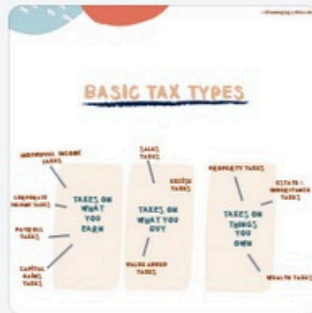 BASIC TAX TYPES
INDIVIDUAL INCOME
TAXES
CORPORATE
INCOME TAXES
PAYROLL
TAXES
CAPITAL
GAINS
TAXES
TAXES ON
WHAT
YOU
EARN
SALES
TAXES
EXCISE
TAXES
TAXES ON
WHAT YOU
BUY
VALUE ADDED
TAXES
PROPERTY TAXES
ESTATE &
INHERITANCE
TAXES
TAXES ON
THINGS
YOU
OWN
WEALTH TAXES